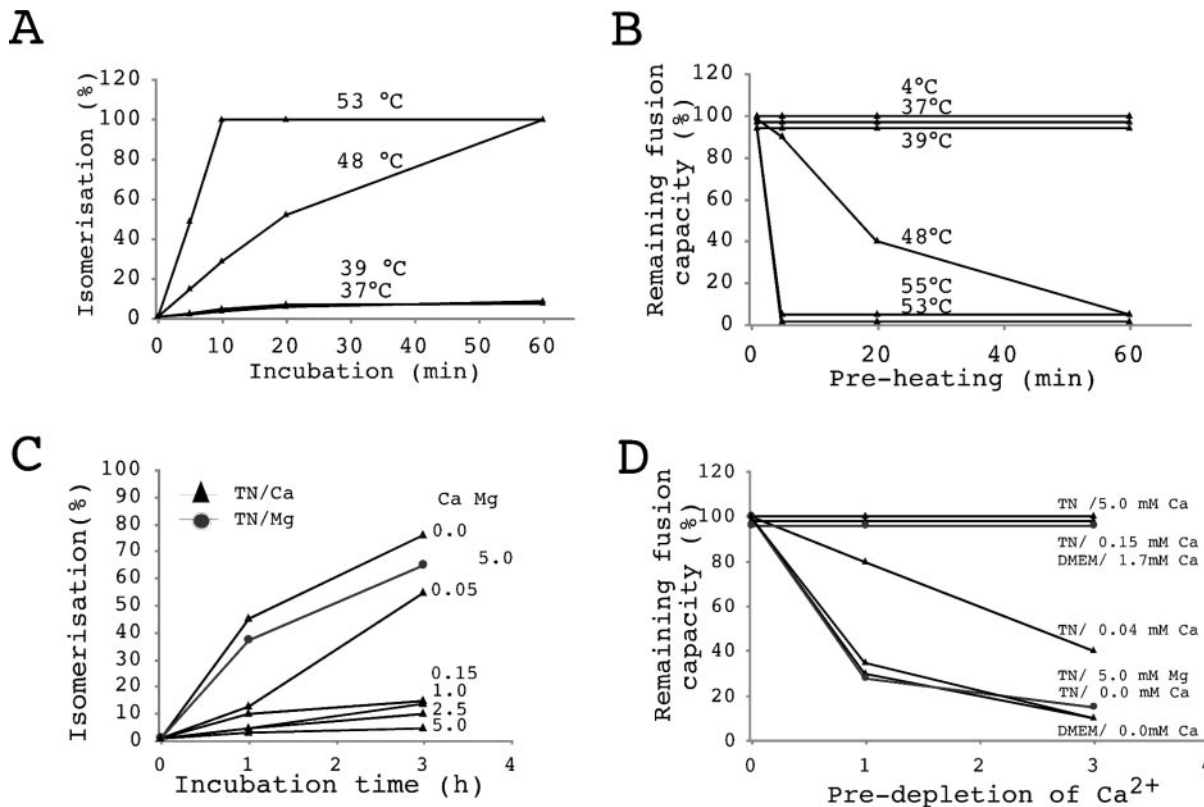 A
Isomerisation (%)
120
100
80
60
40
20
0
53 °C
48 °C
39 °C
37°C
0 10 20 30 40 50 60
Incubation (min)
B
Remaining fusion
capacity (%)
120
100
80
60
40
20
0
4°C
37°C
39°C
48°C
55°C
53°C
0 20 40 60
Pre-heating (min)
C
Isomerisation(%)
100
90
80
70
60
50
40
30
20
10
0
TN/Ca
TN/Mg
Ca Mg
0.0
5.0
0.05
0.15
1.0
2.5
5.0
0 1 2 3 4
Incubation time (h)
D
Remaining fusion
capacity (%)
120
100
80
60
40
20
0
TN /5.0 mM Ca
TN/ 0.15 mM Ca
DMEM/ 1.7mM Ca
TN/ 0.04 mM Ca
TN/ 5.0 mM Mg
TN/ 0.0 mM Ca
DMEM/ 0.0mM Ca
0 1 2 3 4
Pre-depletion of Ca²⁺